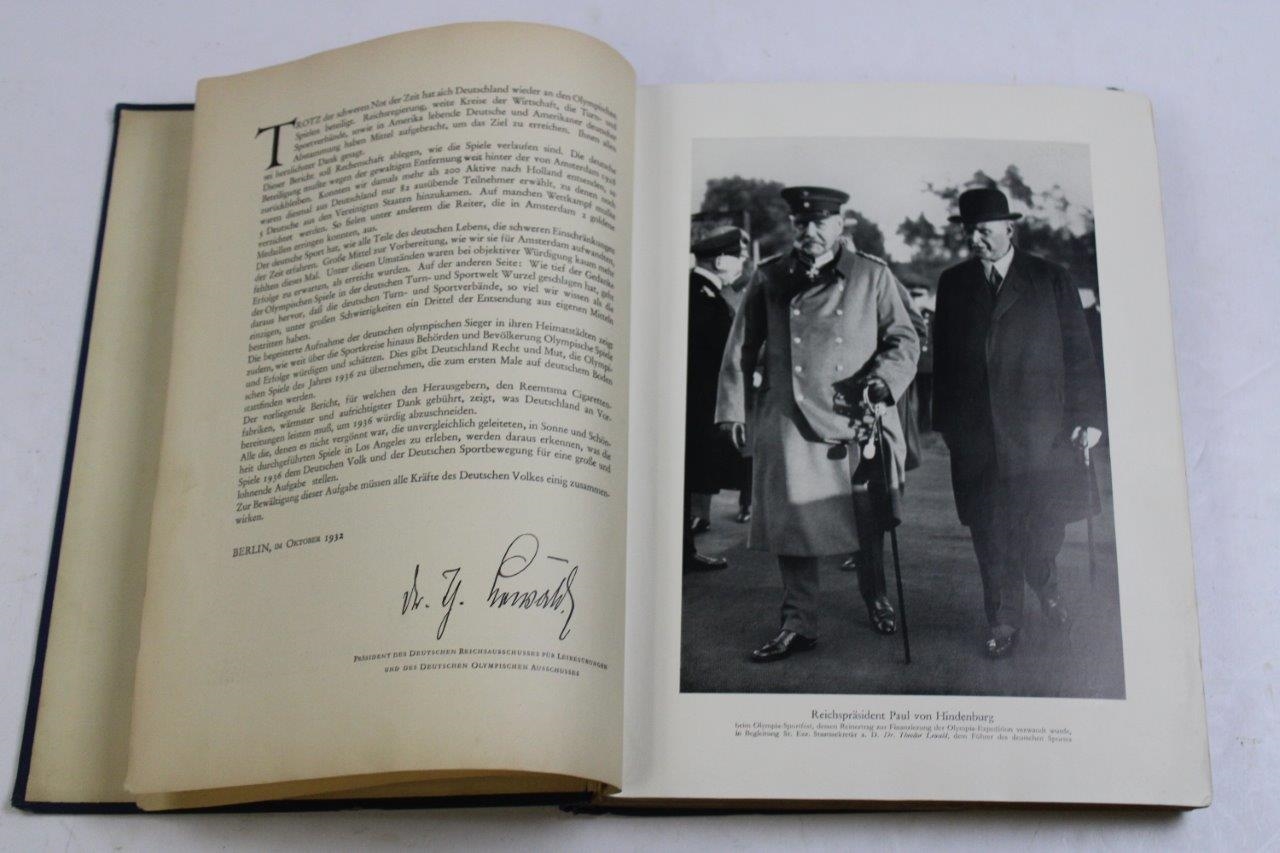 TROTZ der schweren Not der Zeit hat sich Deutschland wieder an den Olympischen
Spielen beteiligt. Reichsregierung, weite Kreise der Wirtschaft, die Turn- und
Sportverbände, sowie in Amerika lebende Deutsche und Amerikaner deutscher
Abstammung haben Mittel aufgebracht, um das Ziel zu erreichen. Ihnen allen
sei herzlichster Dank gesagt.
Dieser Bericht soll Rechenschaft ablegen, wie die Spiele verlaufen sind. Die deutsche
Beteiligung mußte wegen der gewaltigen Entfernung weit hinter der von Amsterdam 1928
zurückbleiben. Konnten wir damals mehr als 200 Aktive nach Holland entsenden, so
waren diesmal aus Deutschland nur 82 ausübende Teilnehmer erwählt, zu denen noch
5 Deutsche aus den Vereinigten Staaten hinzukamen. Auf manchen Wettkampf mußte
verzichtet werden. So fielen unter anderem die Reiter, die in Amsterdam 2 goldene
Medaillen erringen konnten, aus.
Der deutsche Sport hat, wie alle Teile des deutschen Lebens, die schweren Einschränkungen
der Zeit erfahren. Große Mittel zur Vorbereitung, wie wir sie für Amsterdam aufwandten,
fehlten dieses Mal. Unter diesen Umständen waren bei objektiver Würdigung kaum mehr
Erfolge zu erwarten, als erreicht wurden. Auf der anderen Seite: Wie tief der Gedanke
der Olympischen Spiele in der deutschen Turn- und Sportwelt Wurzel geschlagen hat, geht
daraus hervor, daß die deutschen Turn- und Sportverbände, so viel wir wissen als die
einzigen, unter großen Schwierigkeiten ein Drittel der Entsendung aus eigenen Mitteln
bestritten haben.
Die begeisterte Aufnahme der deutschen olympischen Sieger in ihren Heimatstädten zeigt
zudem, wie weit über die Sportkreise hinaus Behörden und Bevölkerung Olympische Spiele
und Erfolge würdigen und schätzen. Dies gibt Deutschland Recht und Mut, die Olympi-
schen Spiele des Jahres 1936 zu übernehmen, die zum ersten Male auf deutschem Boden
stattfinden werden.
Der vorliegende Bericht, für welchen den Herausgebern, den Reemtsma Cigaretten-
fabriken, wärmster und aufrichtigster Dank gebührt, zeigt, was Deutschland an Vor-
bereitungen leisten muß, um 1936 würdig abzuschneiden.
Alle die, denen es nicht vergönnt war, die unvergleichlich geleiteten, in Sonne und Schön-
heit durchgeführten Spiele in Los Angeles zu erleben, werden daraus erkennen, was die
Spiele 1936 dem Deutschen Volk und der Deutschen Sportbewegung für eine große und
lohnende Aufgabe stellen.
Zur Bewältigung dieser Aufgabe müssen alle Kräfte des Deutschen Volkes einig zusammen-
wirken.
BERLIN, IM OKTOBER 1932
Dr. Th. Lewald.
PRÄSIDENT DES DEUTSCHEN REICHSAUSSCHUSSES FÜR LEIBESÜBUNGEN
UND DES DEUTSCHEN OLYMPISCHEN AUSSCHUSSES
Reichspräsident Paul von Hindenburg
beim Olympia-Sportfest, dessen Reinertrag zur Finanzierung der Olympia-Expedition verwandt wurde,
in Begleitung Sr. Exz. Staatssekretär a. D. Dr. Theodor Lewald, dem Führer des deutschen Sportes